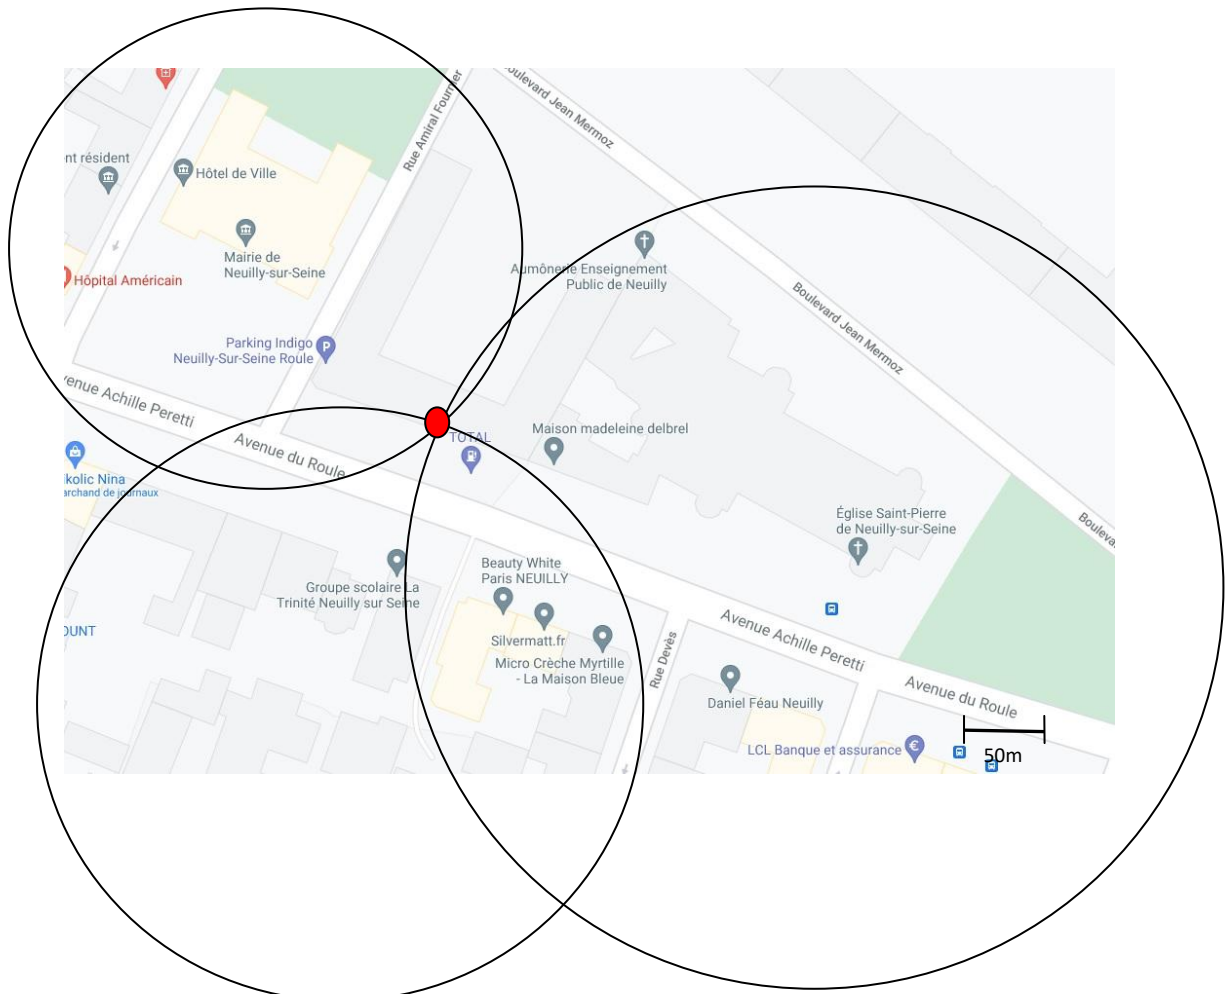 oulevard Jean Mermoz
Rue Amiral Fournier
nt résident
Hôtel de Ville
Mairie de
Neuilly-sur-Seine
Hôpital Américain
Aumônerie Enseignement
Public de Neuilly
Boulevard Jean Mermoz
Parking Indigo
Neuilly-Sur-Seine Roule
P
venue Achille Peretti
Avenue du Roule
TOTAL
Maison madeleine delbrel
kolic Nina
archand de journaux
Église Saint-Pierre
de Neuilly-sur-Seine
Bouleva
Groupe scolaire La
Trinité Neuilly sur Seine
Beauty White
Paris NEUILLY
Silvermatt.fr
Micro Crèche Myrtille
- La Maison Bleue
OUNT
Rue Devès
Avenue Achille Peretti
Avenue du Roule
Daniel Féau Neuilly
LCL Banque et assurance
€
50m